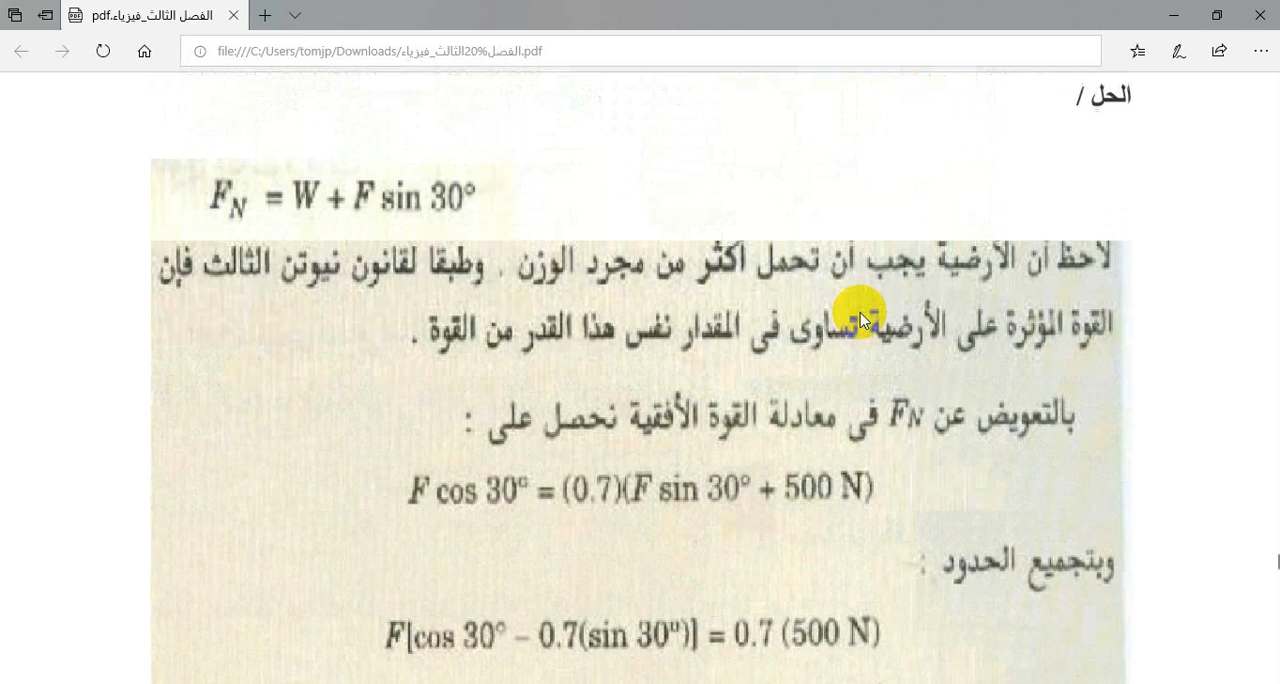 الفصل الثالث_فيزياء.pdf
file:///C:/Users/tomjp/Downloads/الفصل%20الثالث_فيزياء.pdf
الحل /
F_N = W + F sin 30°
لاحظ أن الأرضية يجب أن تحمل أكثر من مجرد الوزن . وطبقا لقانون نيوتن الثالث فإن
القوة المؤثرة على الأرضية تساوى فى المقدار نفس هذا القدر من القوة .
بالتعويض عن F_N فى معادلة القوة الأفقية نحصل على :
F cos 30° = (0.7)(F sin 30° + 500 N)
وبتجميع الحدود :
F[cos 30° – 0.7(sin 30°)] = 0.7 (500 N)